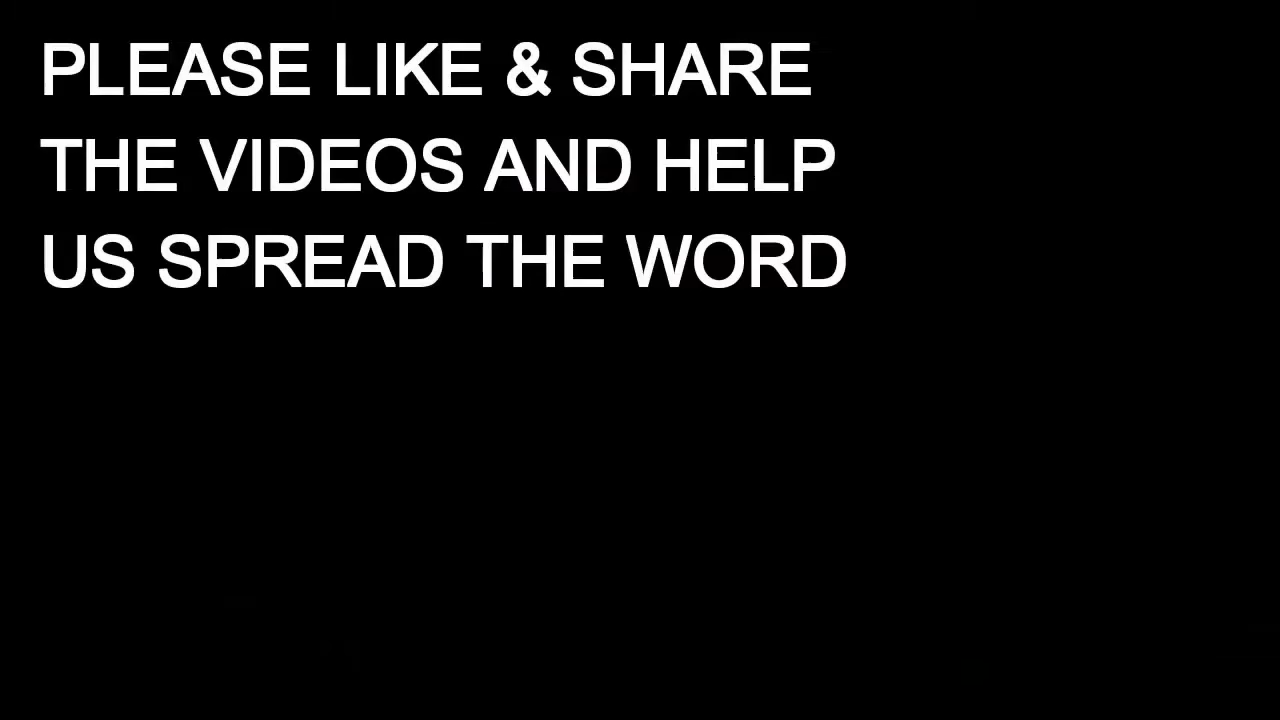 PLEASE LIKE & SHARE
THE VIDEOS AND HELP
US SPREAD THE WORD